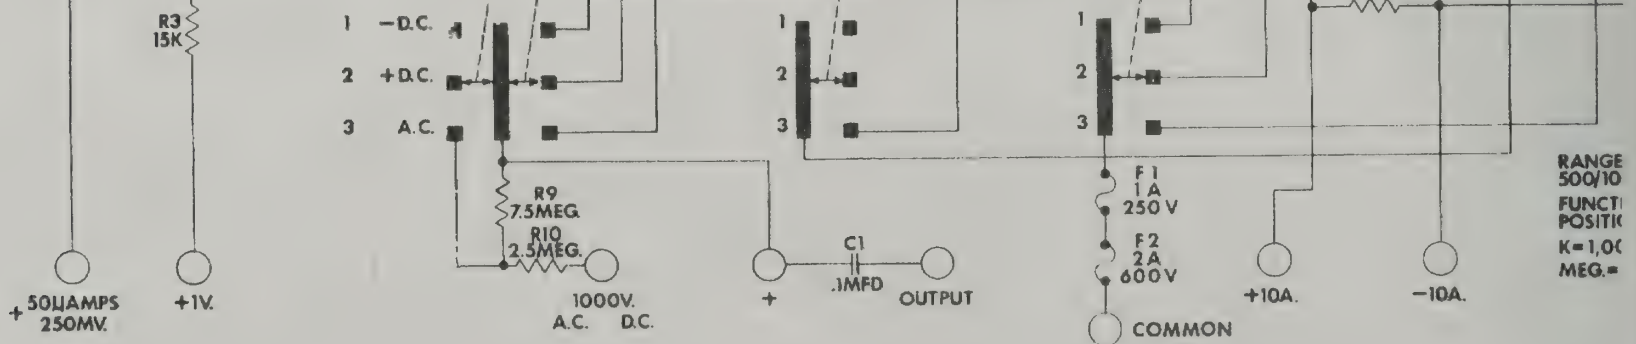 R3
15K
1 -D.C.
2 +D.C.
3 A.C.
1
2
3
1
2
3
R9
7.5MEG.
R10
2.5MEG.
F1
1A
250V
F2
2A
600V
C1
.1MFD
+ 50µAMPS
250MV.
+1V.
1000V.
A.C. D.C.
+
OUTPUT
COMMON
+10A.
-10A.
RANGE
500/10
FUNCTI
POSITI
K=1,0
MEG.=